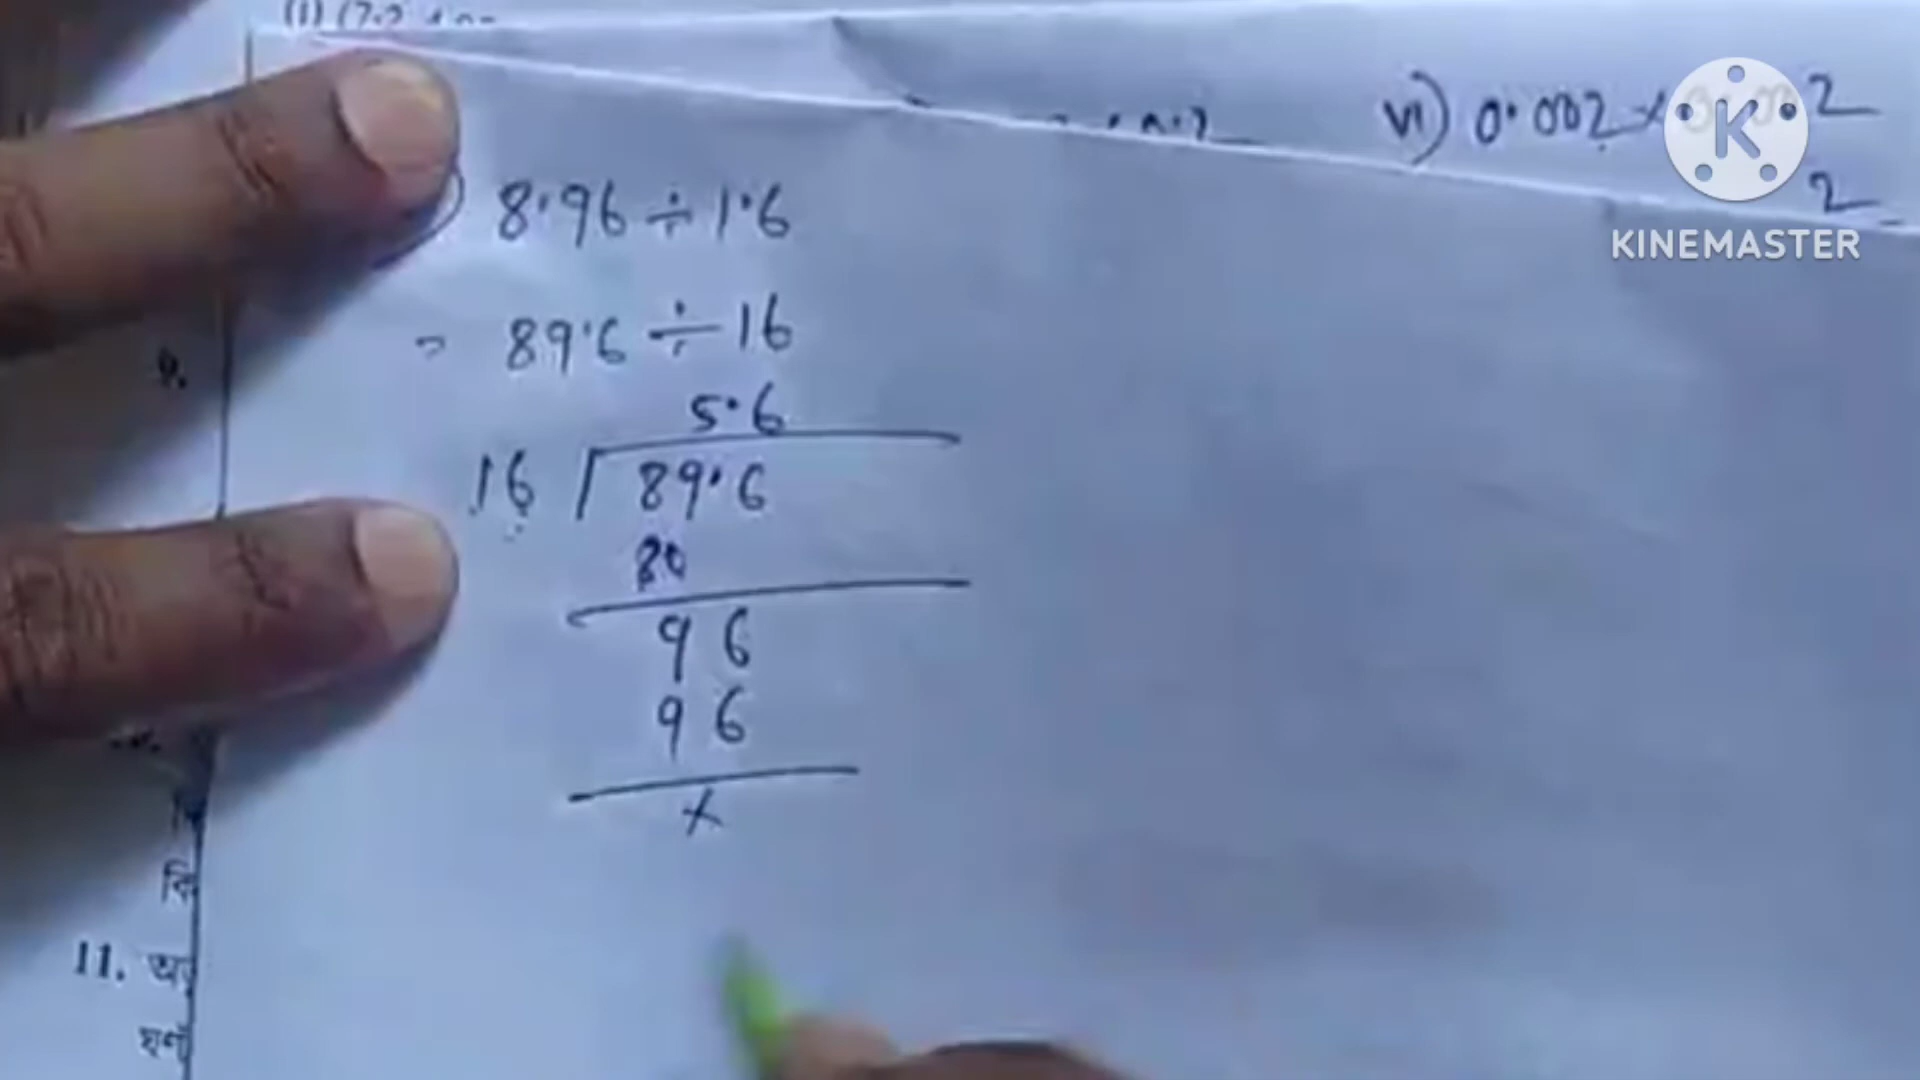 vi) 0.002 ×
2
KINEMASTER
8.96 ÷ 1.6
= 89.6 ÷ 16
5.6
16 89.6
80
96
96
×
9.
11.